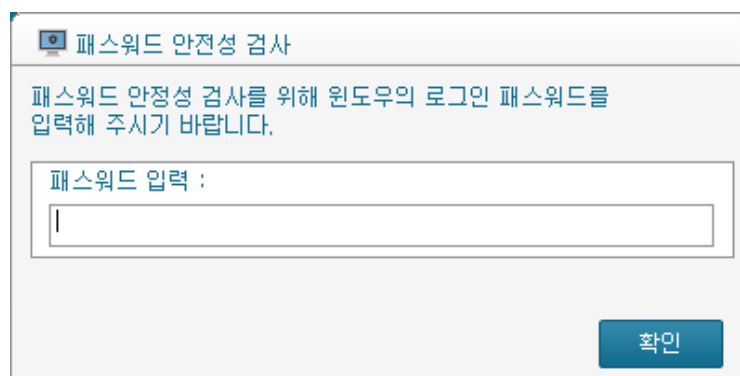 패스워드 안전성 검사
패스워드 안정성 검사를 위해 윈도우의 로그인 패스워드를
입력해 주시기 바랍니다.
패스워드 입력 :
확인